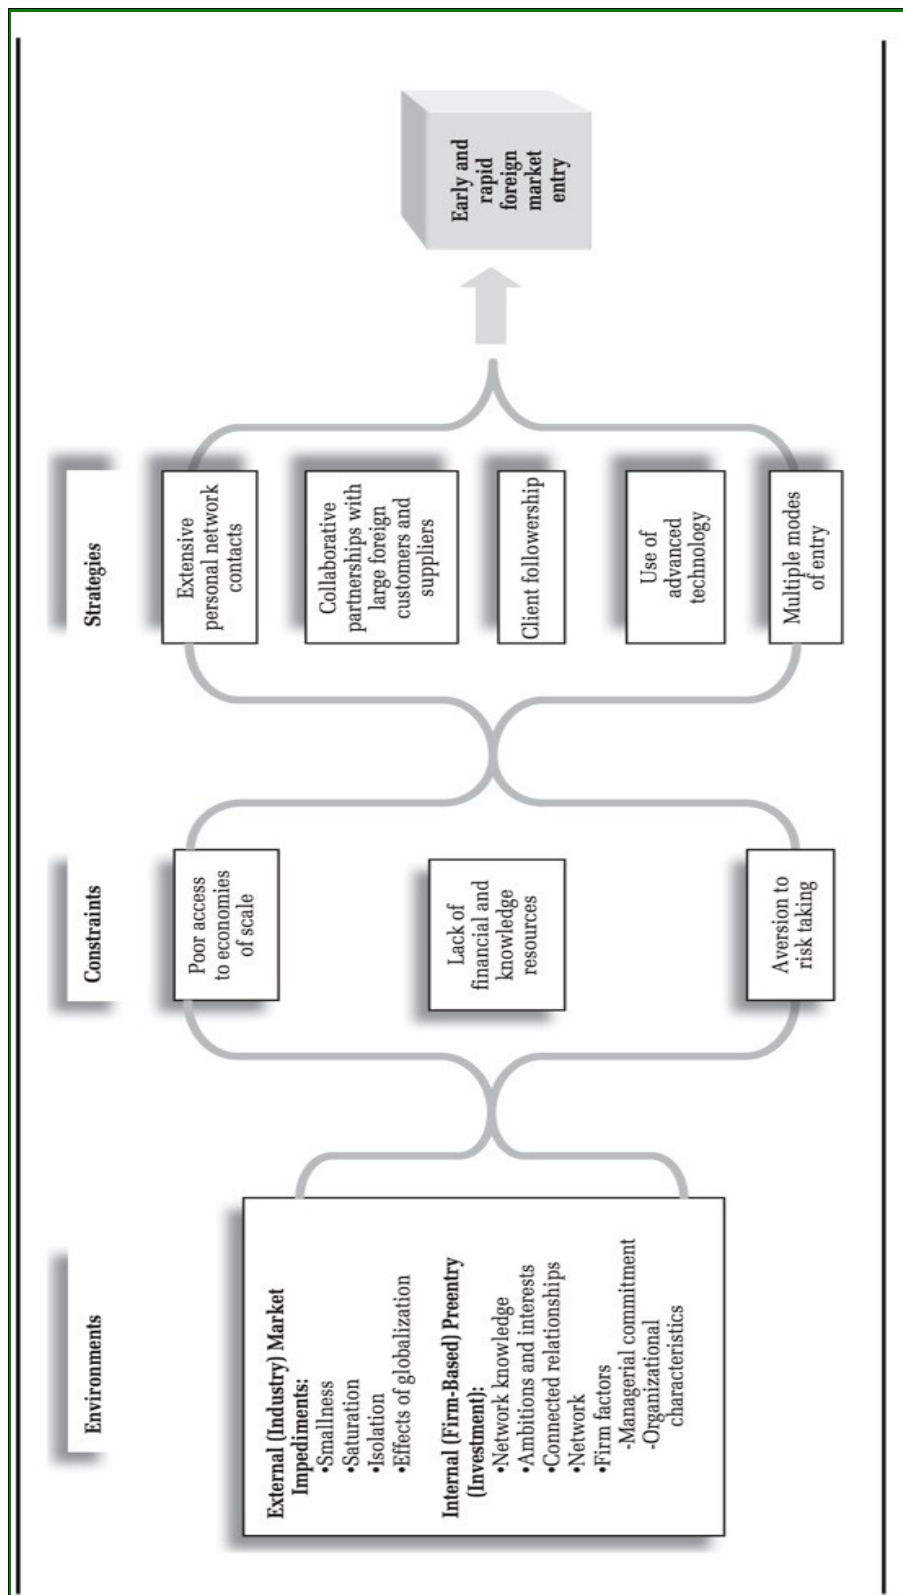 Environments
External (Industry) Market
Impediments:
•Smallness
•Saturation
•Isolation
•Effects of globalization
Internal (Firm-Based) Preentry
(Investment):
•Network knowledge
•Ambitions and interests
•Connected relationships
•Network
•Firm factors
-Managerial commitment
-Organizational
characteristics
Constraints
Poor access
to economies
of scale
Lack of
financial and
knowledge
resources
Aversion to
risk taking
Strategies
Extensive
personal network
contacts
Collaborative
partnerships with
large foreign
customers and
suppliers
Client followership
Use of
advanced
technology
Multiple modes
of entry
Early and
rapid
foreign
market
entry